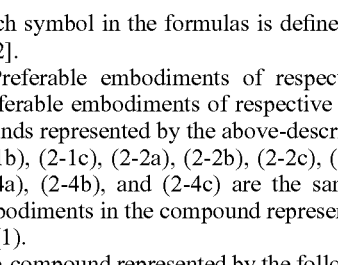 ch symbol in the formulas is define
2].
Preferable embodiments of respec
ferable embodiments of respective
nds represented by the above-descr
1b), (2-1c), (2-2a), (2-2b), (2-2c), (
4a), (2-4b), and (2-4c) are the sar
bodiments in the compound represe
(1).
compound represented by the follo